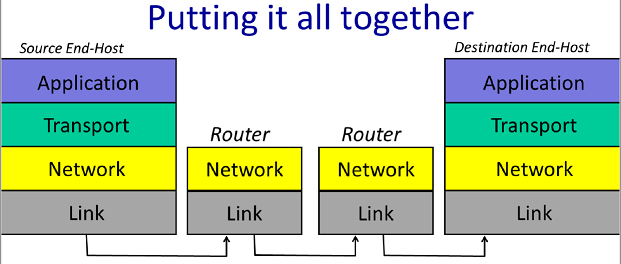 Putting it all together
Source End-Host
Destination End-Host
Application
Application
Transport
Router
Router
Transport
Network
Network
Network
Network
Link
Link
Link
Link